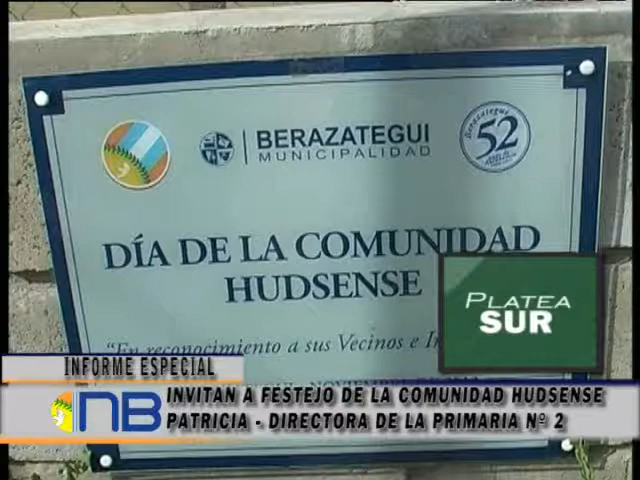 BERAZATEGUI
MUNICIPALIDAD
Berazategui
52
DÍA DE LA COMUNIDAD
HUDSENSE
"En reconocimiento a sus Vecinos e
PLATEA
SUR
INFORME ESPECIAL
NB
INVITAN A FESTEJO DE LA COMUNIDAD HUDSENSE
PATRICIA - DIRECTORA DE LA PRIMARIA Nº 2